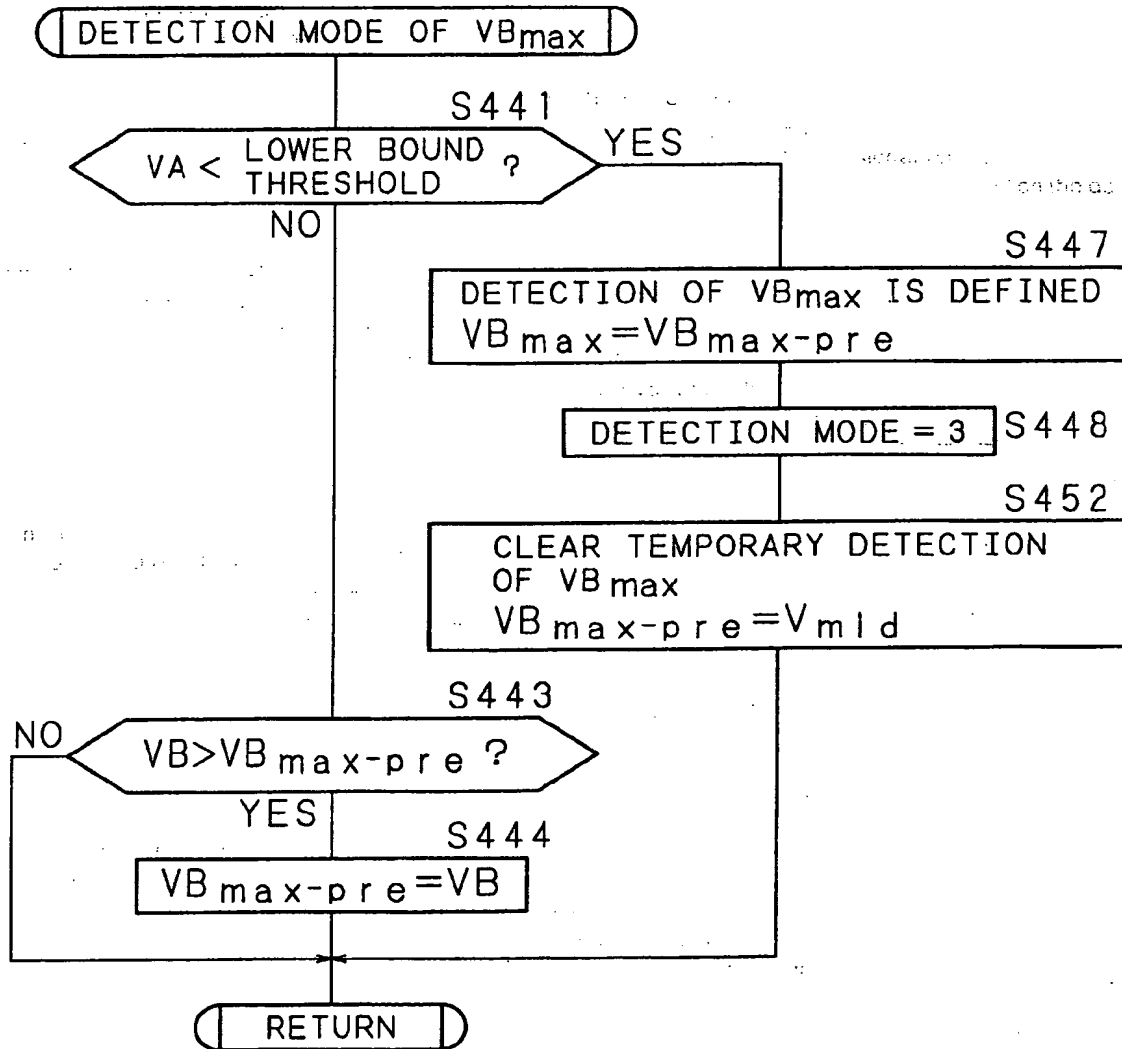 DETECTION MODE OF VBmax
S441
VA < LOWER BOUND THRESHOLD ?
YES
NO
S447
DETECTION OF VBmax IS DEFINED
VBmax=VBmax-pre
DETECTION MODE = 3
S448
S452
CLEAR TEMPORARY DETECTION
OF VBmax
VBmax-pre=Vmid
S443
NO
VB>VBmax-pre ?
YES
S444
VBmax-pre=VB
RETURN